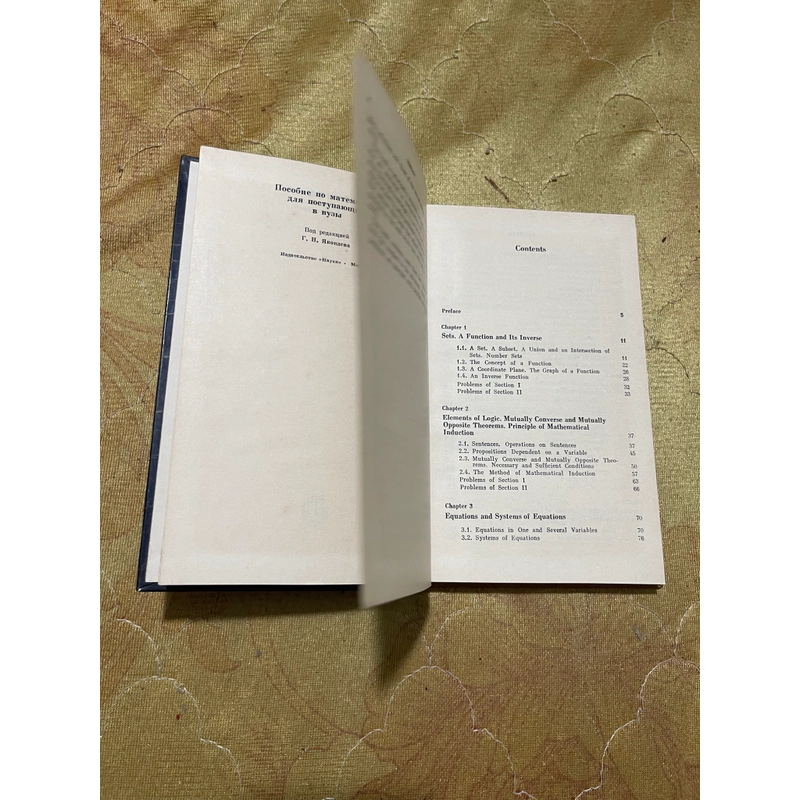 Пособие по матема
для поступающи
в вузы
Под редакцией
Г. Н. Яковлева
Издательство «Наука» • Мо
Contents
Preface 5
Chapter 1
Sets. A Function and Its Inverse 11
1.1. A Set. A Subset. A Union and an Intersection of
Sets. Number Sets 11
1.2. The Concept of a Function 22
1.3. A Coordinate Plane. The Graph of a Function 26
1.4. An Inverse Function 28
Problems of Section I 32
Problems of Section II 33
Chapter 2
Elements of Logic. Mutually Converse and Mutually
Opposite Theorems. Principle of Mathematical
Induction 37
2.1. Sentences. Operations on Sentences 37
2.2. Propositions Dependent on a Variable 45
2.3. Mutually Converse and Mutually Opposite Theo-
rems. Necessary and Sufficient Conditions 50
2.4. The Method of Mathematical Induction 57
Problems of Section I 63
Problems of Section II 66
Chapter 3
Equations and Systems of Equations 70
3.1. Equations in One and Several Variables 70
3.2. Systems of Equations 78